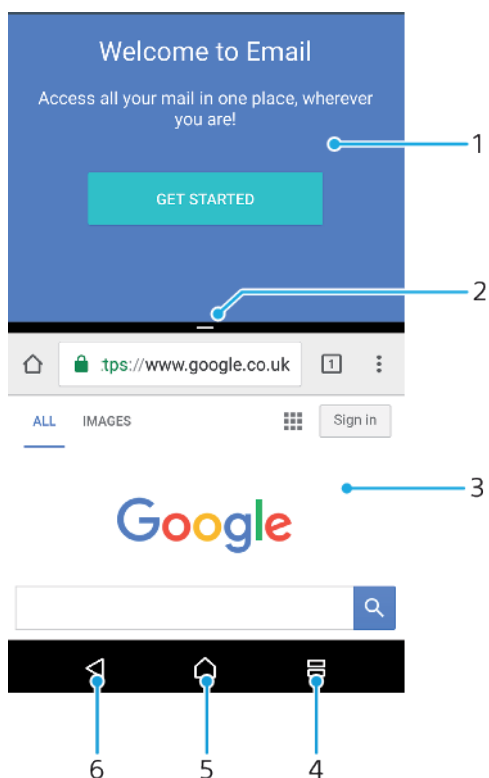 Welcome to Email
Access all your mail in one place, wherever
you are!
1
GET STARTED
2
:tps://www.google.co.uk 1
ALL IMAGES Sign in
3
Google
6 5 4